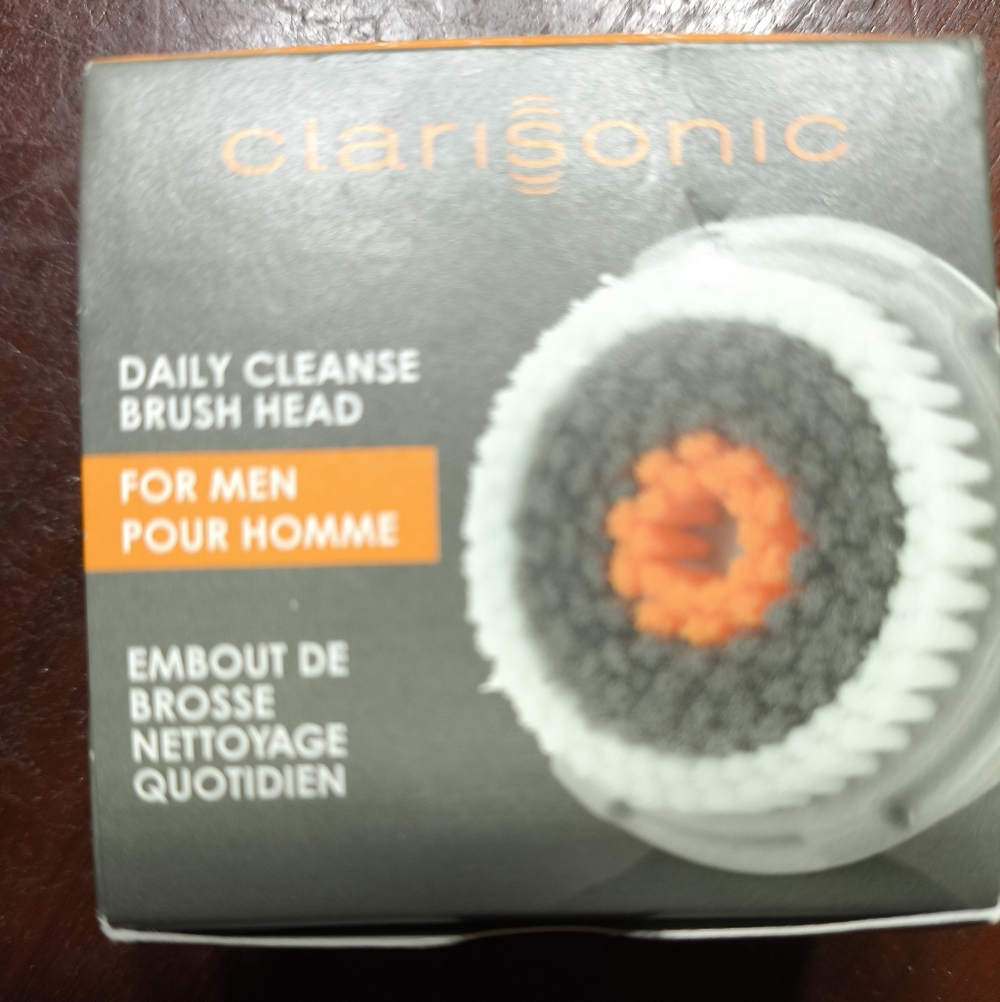 clarisonic
DAILY CLEANSE
BRUSH HEAD
FOR MEN
POUR HOMME
EMBOUT DE
BROSSE
NETTOYAGE
QUOTIDIEN